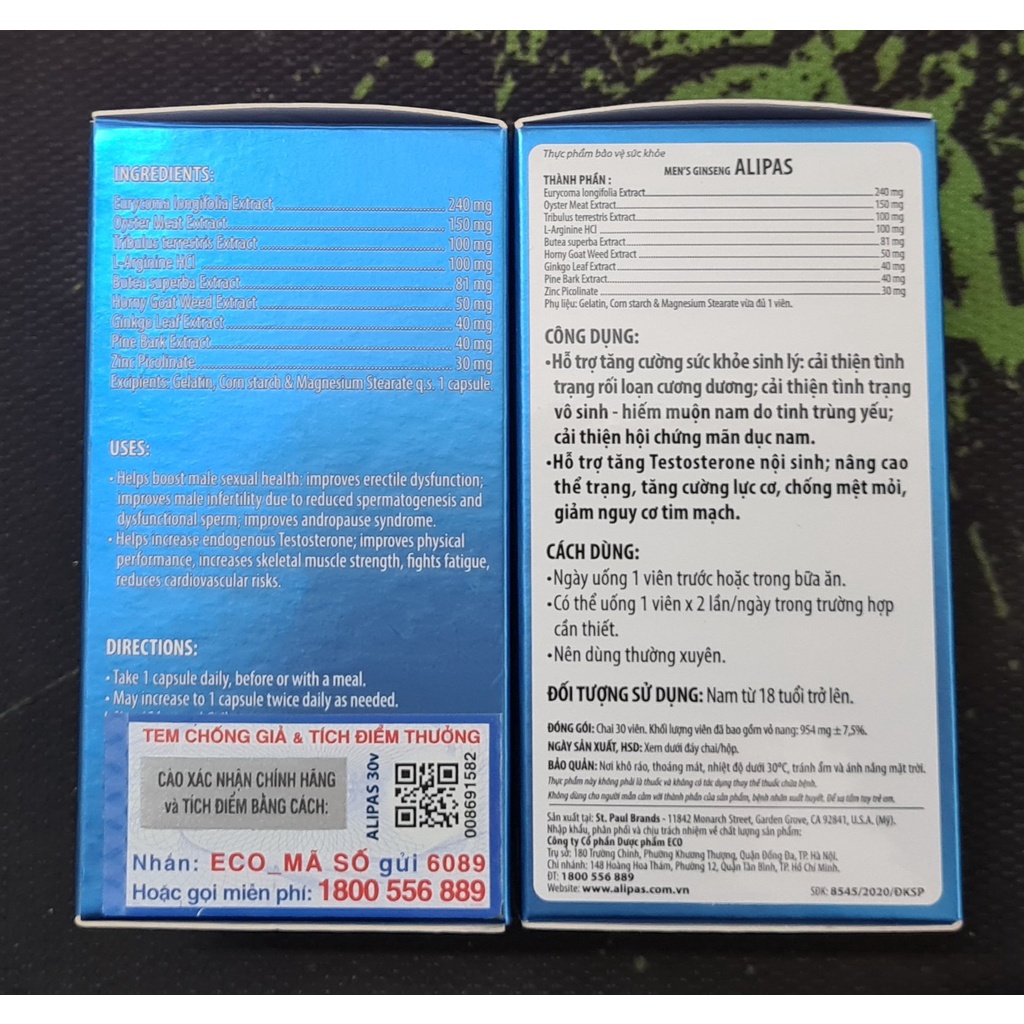 INGREDIENTS:
Eurycoma longifolia Extract 240 mg
Oyster Meat Extract 150 mg
Tribulus terrestris Extract 100 mg
L-Arginine HCl 100 mg
Butea superba Extract 81 mg
Horny Goat Weed Extract 50 mg
Ginkgo Leaf Extract 40 mg
Pine Bark Extract 40 mg
Zinc Picolinate 30 mg
Excipients: Gelatin, Corn starch & Magnesium Stearate q.s. 1 capsule.
USES:
• Helps boost male sexual health: improves erectile dysfunction;
improves male infertility due to reduced spermatogenesis and
dysfunctional sperm; improves andropause syndrome.
• Helps increase endogenous Testosterone; improves physical
performance, increases skeletal muscle strength, fights fatigue,
reduces cardiovascular risks.
DIRECTIONS:
• Take 1 capsule daily, before or with a meal.
• May increase to 1 capsule twice daily as needed.
TEM CHỐNG GIẢ & TÍCH ĐIỂM THƯỞNG
CÀO XÁC NHẬN CHÍNH HÃNG
và TÍCH ĐIỂM BẰNG CÁCH:
ALIPAS 30v
008691582
Nhắn: ECO_MÃ SỐ gửi 6089
Hoặc gọi miễn phí: 1800 556 889
Thực phẩm bảo vệ sức khỏe
MEN'S GINSENG ALIPAS
THÀNH PHẦN :
Eurycoma longifolia Extract 240 mg
Oyster Meat Extract 150 mg
Tribulus terrestris Extract 100 mg
L-Arginine HCl 100 mg
Butea superba Extract 81 mg
Horny Goat Weed Extract 50 mg
Ginkgo Leaf Extract 40 mg
Pine Bark Extract 40 mg
Zinc Picolinate 30 mg
Phụ liệu: Gelatin, Corn starch & Magnesium Stearate vừa đủ 1 viên.
CÔNG DỤNG:
•Hỗ trợ tăng cường sức khỏe sinh lý: cải thiện tình
trạng rối loạn cương dương; cải thiện tình trạng
vô sinh - hiếm muộn nam do tinh trùng yếu;
cải thiện hội chứng mãn dục nam.
•Hỗ trợ tăng Testosterone nội sinh; nâng cao
thể trạng, tăng cường lực cơ, chống mệt mỏi,
giảm nguy cơ tim mạch.
CÁCH DÙNG:
•Ngày uống 1 viên trước hoặc trong bữa ăn.
•Có thể uống 1 viên x 2 lần/ngày trong trường hợp
cần thiết.
•Nên dùng thường xuyên.
ĐỐI TƯỢNG SỬ DỤNG: Nam từ 18 tuổi trở lên.
ĐÓNG GÓI: Chai 30 viên. Khối lượng viên đã bao gồm vỏ nang: 954 mg ± 7,5%.
NGÀY SẢN XUẤT, HSD: Xem dưới đáy chai/hộp.
BẢO QUẢN: Nơi khô ráo, thoáng mát, nhiệt độ dưới 30°C, tránh ẩm và ánh nắng mặt trời.
Thực phẩm này không phải là thuốc và không có tác dụng thay thế thuốc chữa bệnh.
Không dùng cho người mẫn cảm với thành phần của sản phẩm, bệnh nhân xuất huyết. Để xa tầm tay trẻ em.
Sản xuất tại: St. Paul Brands - 11842 Monarch Street, Garden Grove, CA 92841, U.S.A. (Mỹ).
Nhập khẩu, phân phối và chịu trách nhiệm về chất lượng sản phẩm:
Công ty Cổ phần Dược phẩm ECO
Trụ sở: 180 Trường Chinh, Phường Khương Thượng, Quận Đống Đa, TP. Hà Nội.
Chi nhánh: 148 Hoàng Hoa Thám, Phường 12, Quận Tân Bình, TP. Hồ Chí Minh.
ĐT: 1800 556 889
Website: www.alipas.com.vn
SĐK: 8545/2020/ĐKSP